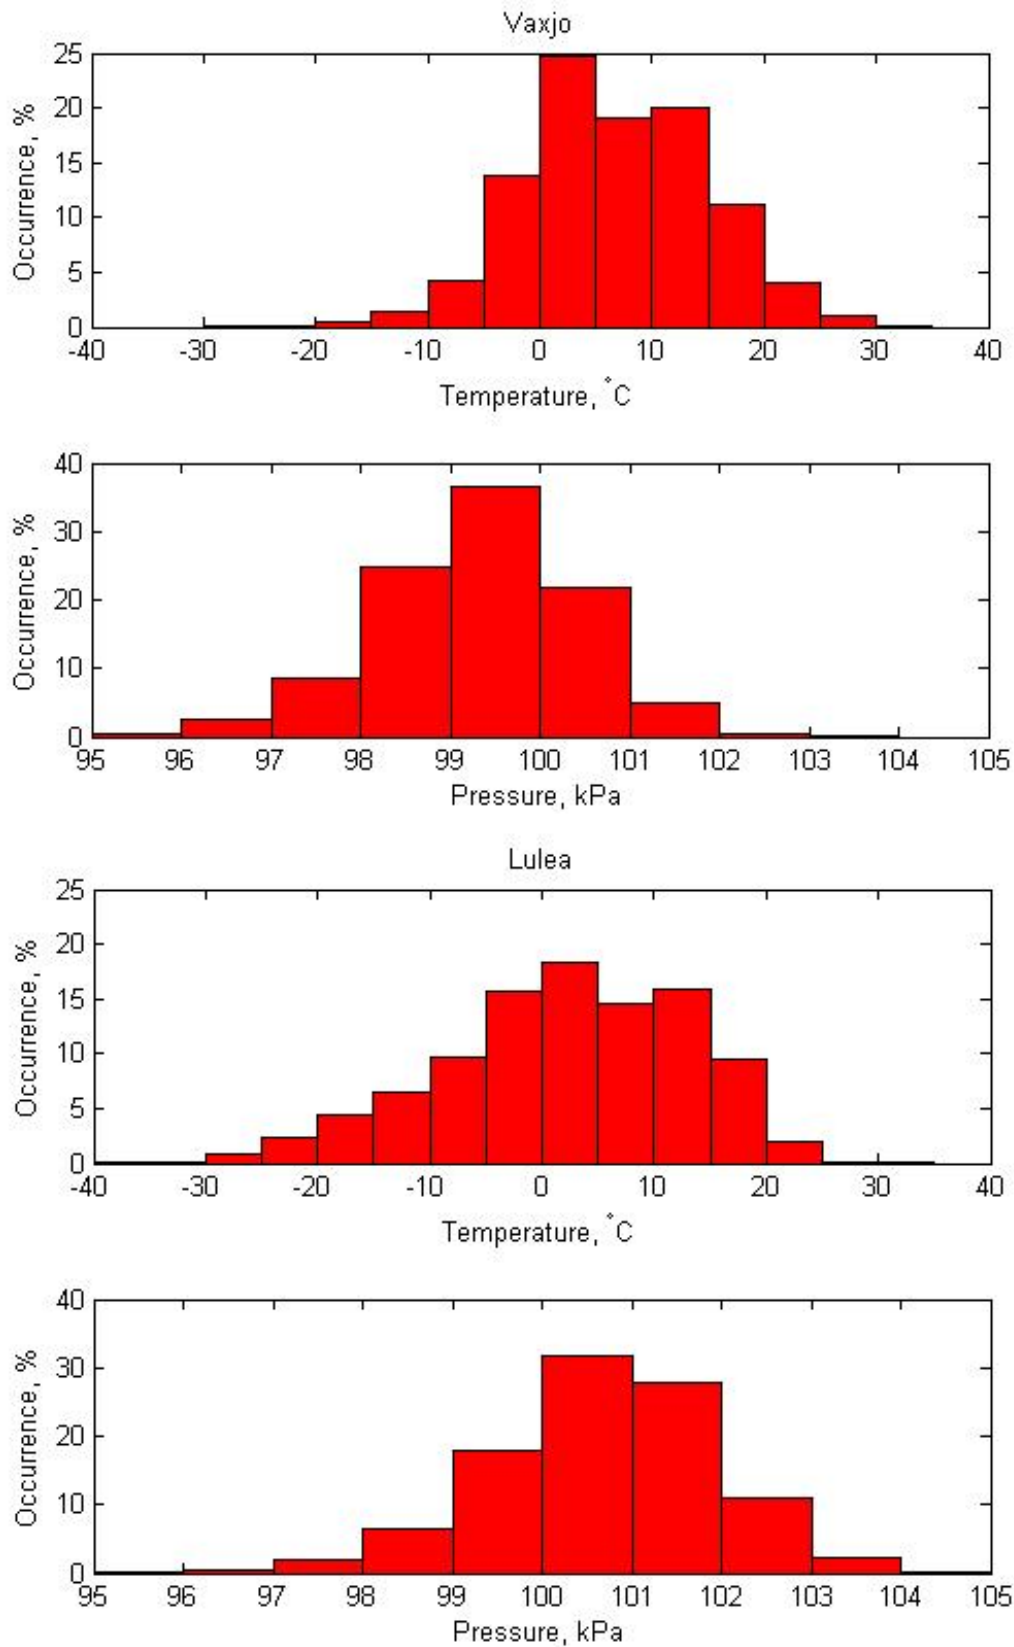 Vaxjo
25
20
15
10
5
0
Occurrence, %
-40 -30 -20 -10 0 10 20 30 40
Temperature, °C
40
30
20
10
0
Occurrence, %
95 96 97 98 99 100 101 102 103 104 105
Pressure, kPa
Lulea
25
20
15
10
5
0
Occurrence, %
-40 -30 -20 -10 0 10 20 30 40
Temperature, °C
40
30
20
10
0
Occurrence, %
95 96 97 98 99 100 101 102 103 104 105
Pressure, kPa